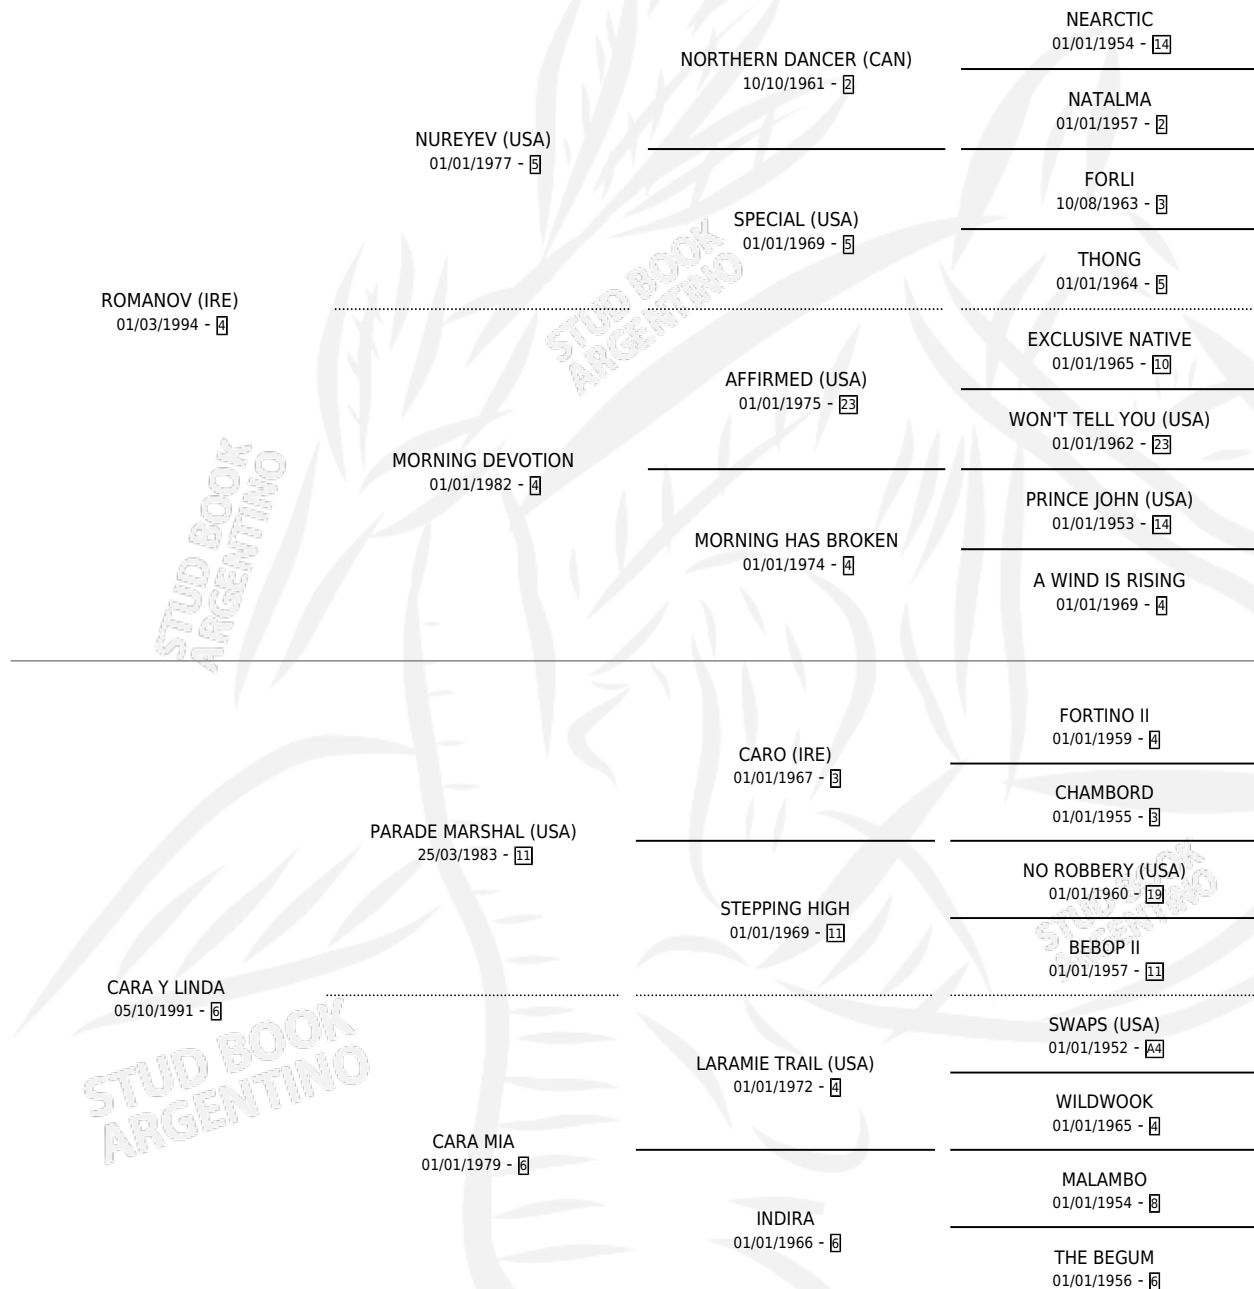 NEARCTIC
01/01/1954 - 14
NORTHERN DANCER (CAN)
10/10/1961 - 2
NATALMA
01/01/1957 - 2
NUREYEV (USA)
01/01/1977 - 5
FORLI
10/08/1963 - 3
SPECIAL (USA)
01/01/1969 - 5
THONG
01/01/1964 - 5
ROMANOV (IRE)
01/03/1994 - 4
EXCLUSIVE NATIVE
01/01/1965 - 10
AFFIRMED (USA)
01/01/1975 - 23
WON'T TELL YOU (USA)
01/01/1962 - 23
MORNING DEVOTION
01/01/1982 - 4
PRINCE JOHN (USA)
01/01/1953 - 14
MORNING HAS BROKEN
01/01/1974 - 4
A WIND IS RISING
01/01/1969 - 4
FORTINO II
01/01/1959 - 4
CARO (IRE)
01/01/1967 - 3
CHAMBORD
01/01/1955 - 3
PARADE MARSHAL (USA)
25/03/1983 - 11
NO ROBBERY (USA)
01/01/1960 - 19
STEPPING HIGH
01/01/1969 - 11
BEBOP II
01/01/1957 - 11
CARA Y LINDA
05/10/1991 - 6
SWAPS (USA)
01/01/1952 - A4
LARAMIE TRAIL (USA)
01/01/1972 - 4
WILDWOOK
01/01/1965 - 4
CARA MIA
01/01/1979 - 6
MALAMBO
01/01/1954 - 8
INDIRA
01/01/1966 - 6
THE BEGUM
01/01/1956 - 6
STUD BOOK
ARGENTINO
STUD BOOK
ARGENTINO
STUD BOOK
ARGENTINO
STUD BOOK
ARGENTINO